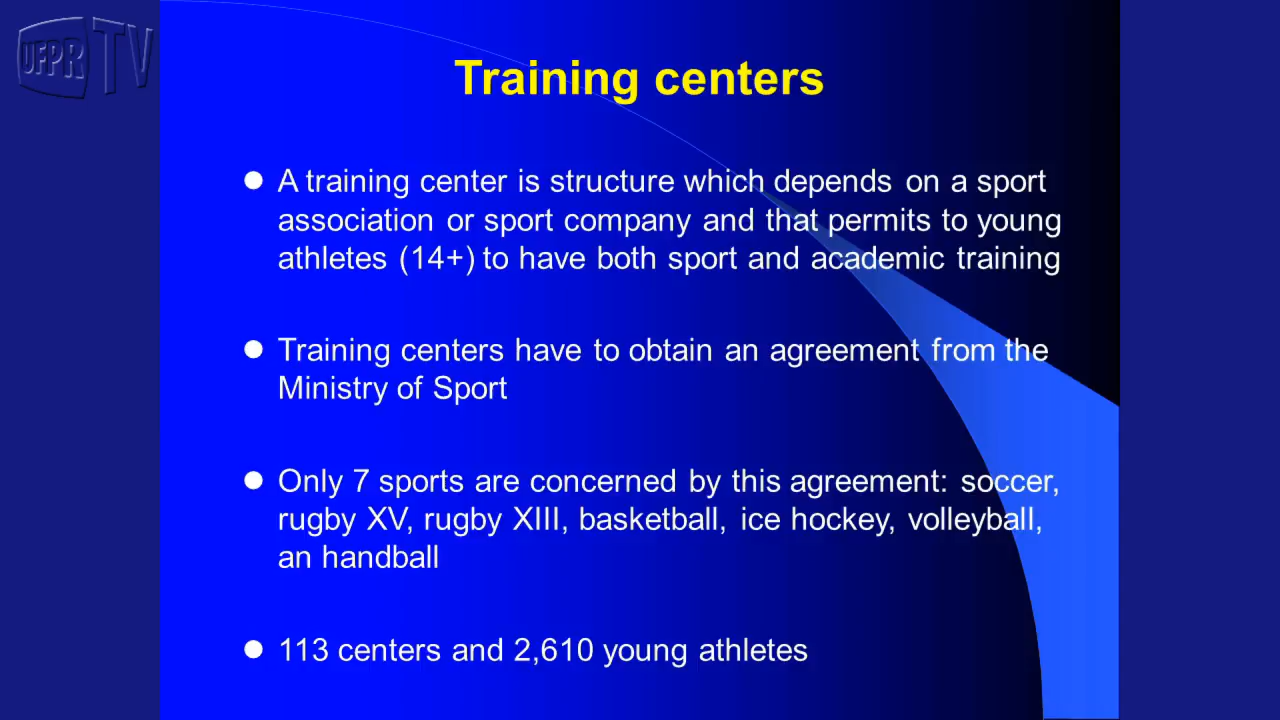 UFPR TV
Training centers
A training center is structure which depends on a sport
association or sport company and that permits to young
athletes (14+) to have both sport and academic training
Training centers have to obtain an agreement from the
Ministry of Sport
Only 7 sports are concerned by this agreement: soccer,
rugby XV, rugby XIII, basketball, ice hockey, volleyball,
an handball
113 centers and 2,610 young athletes